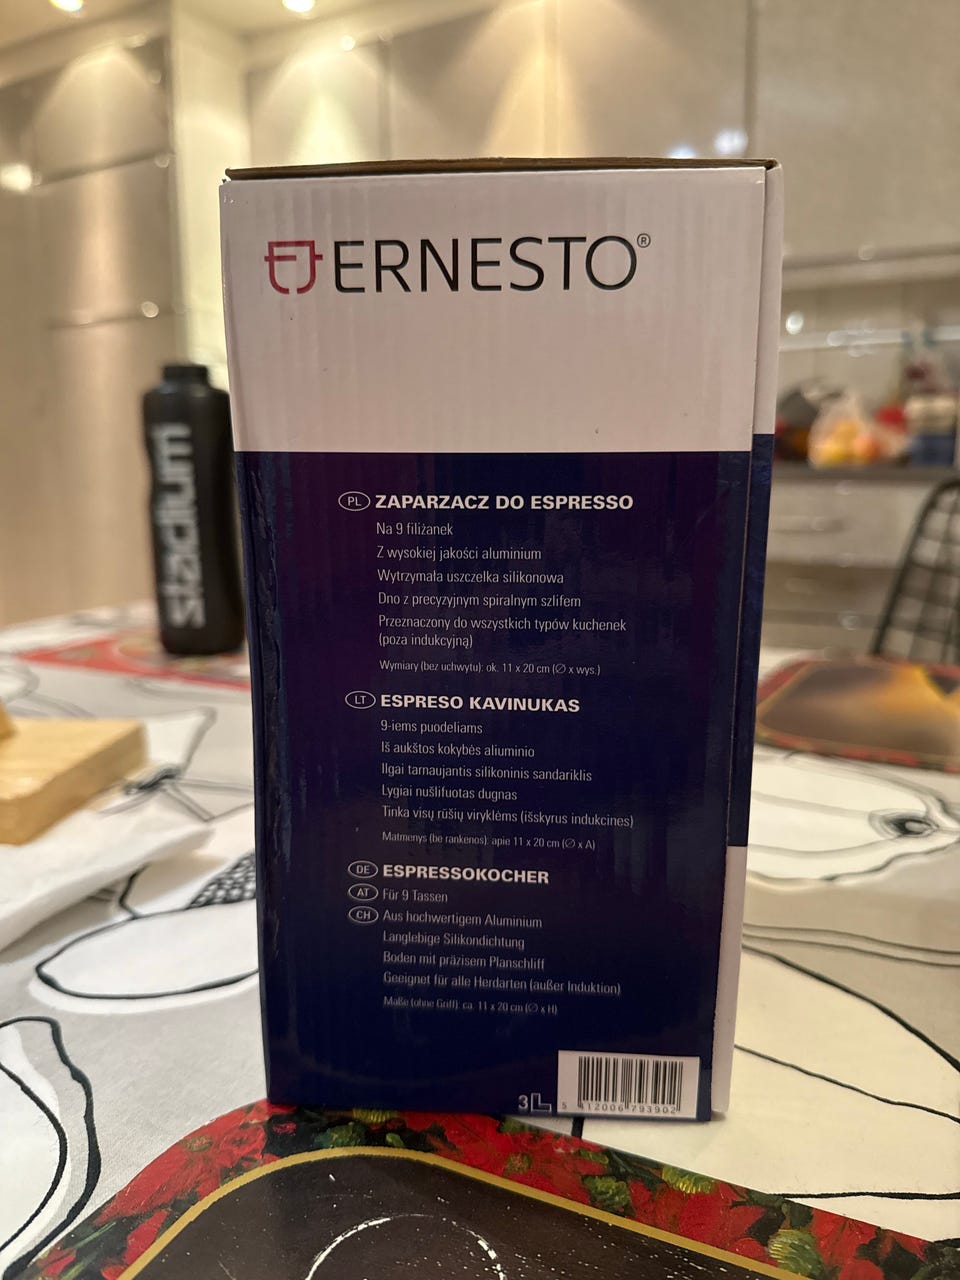 ERNESTO®
stadium
PL ZAPARZACZ DO ESPRESSO
Na 9 filiżanek
Z wysokiej jakości aluminium
Wytrzymała uszczelka silikonowa
Dno z precyzyjnym spiralnym szlifem
Przeznaczony do wszystkich typów kuchenek
(poza indukcyjną)
Wymiary (bez uchwytu): ok. 11 x 20 cm (∅ x wys.)
LT ESPRESO KAVINUKAS
9-iems puodeliams
Iš aukštos kokybės aliuminio
Ilgai tarnaujantis silikoninis sandariklis
Lygiai nušlifuotas dugnas
Tinka visų rūšių viryklėms (išskyrus indukcines)
Matmenys (be rankenos): apie 11 x 20 cm (∅ x A)
DE ESPRESSOKOCHER
AT Für 9 Tassen
CH Aus hochwertigem Aluminium
Langlebige Silikondichtung
Boden mit präzisem Planschliff
Geeignet für alle Herdarten (außer Induktion)
Maße (ohne Griff): ca. 11 x 20 cm (∅ x H)
3L
5 412006 793902